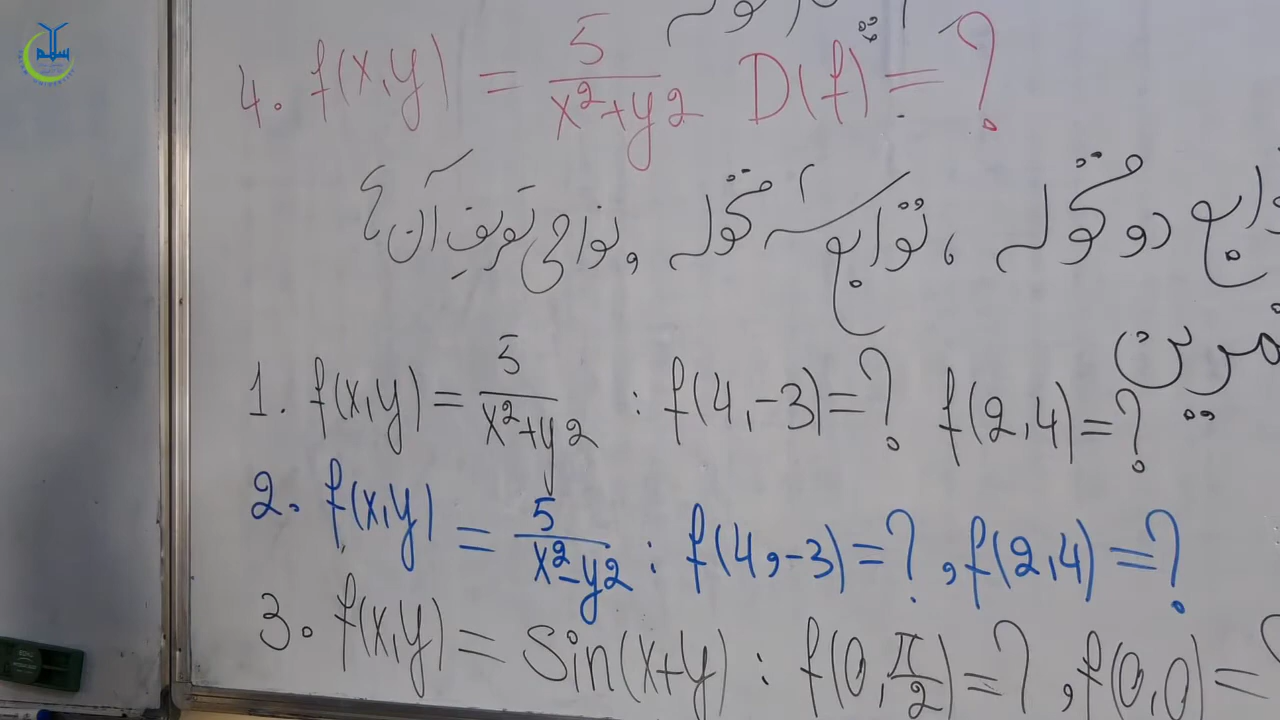 4. f(x,y) = 5/(x²+y²) D(f) = ?
توابع دو متحوله ، توابع سه متحوله و نواحی تعریف آن }
تمرین
1. f(x,y) = 5/(x²+y²) : f(4,-3) = ? f(2,4) = ?
2. f(x,y) = 5/(x²-y²) : f(4,-3) = ? , f(2,4) = ?
3. f(x,y) = Sin(x+y) : f(0,π/2) = ? , f(0,0) = ?